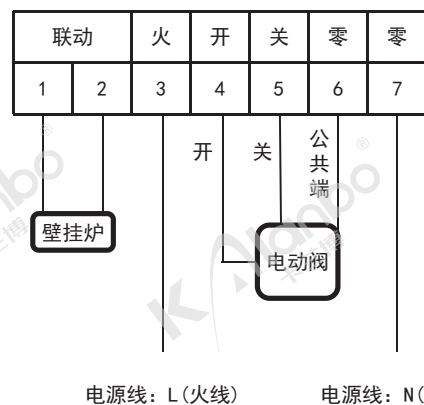 联动 火 开 关 零 零
1 2 3 4 5 6 7
开 关 公共端
壁挂炉
电动阀
Kalanbo
电源线：L(火线) 电源线：N(